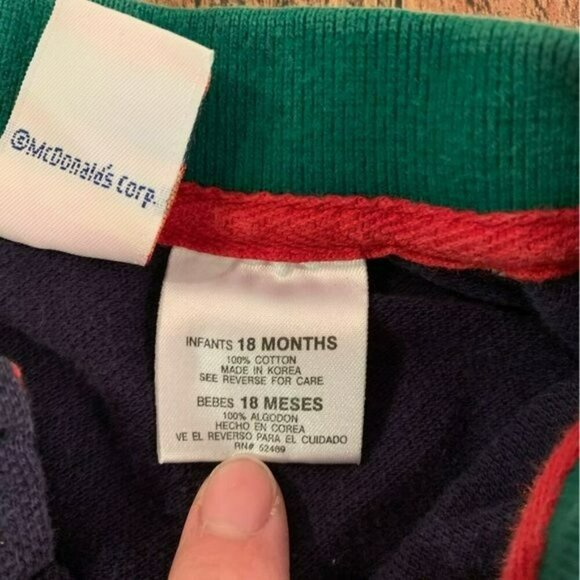 ©McDonald's Corp.
INFANTS 18 MONTHS
100% COTTON
MADE IN KOREA
SEE REVERSE FOR CARE
BEBES 18 MESES
100% ALGODON
HECHO EN COREA
VE EL REVERSO PARA EL CUIDADO
RN# 52469